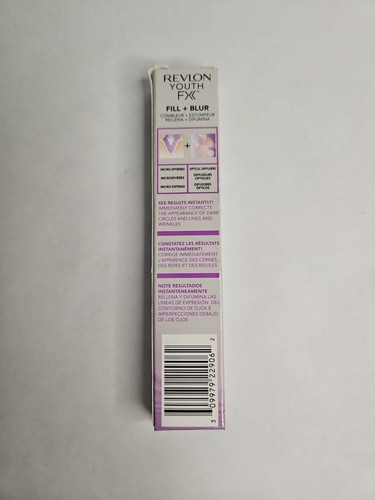 REVLON
YOUTH
FX™
FILL + BLUR
COMBLEUR + ESTOMPEUR
RELLENA + DIFUMINA
+
MICRO-SPHERES
OPTICAL DIFFUSERS
MICROSPHÈRES
DIFFUSEURS
OPTIQUES
MICRO-ESFERAS
DIFUSORES
ÓPTICOS
SEE RESULTS INSTANTLY!
IMMEDIATELY CORRECTS
THE APPEARANCE OF DARK
CIRCLES AND LINES AND
WRINKLES.
CONSTATEZ LES RÉSULTATS
INSTANTANÉMENT!
CORRIGE IMMÉDIATEMENT
L'APPARENCE DES CERNES,
DES RIDES ET DES RIDULES.
NOTE RESULTADOS
INSTANTÁNEAMENTE
RELLENA Y DIFUMINA LAS
LÍNEAS DE EXPRESIÓN DEL
CONTORNO DE OJOS E
IMPERFECCIONES DEBAJO
DE LOS OJOS.
3 09979 22906 2